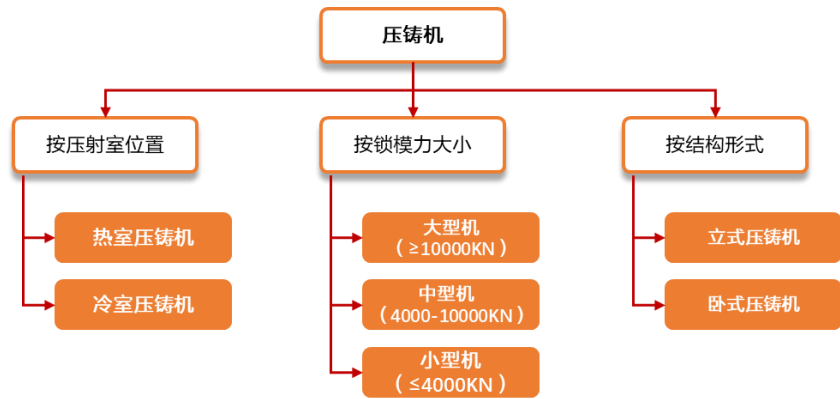 压铸机
按压射室位置
按锁模力大小
按结构形式
热室压铸机
冷室压铸机
大型机
（≥10000KN）
中型机
（4000-10000KN）
小型机
（≤4000KN）
立式压铸机
卧式压铸机